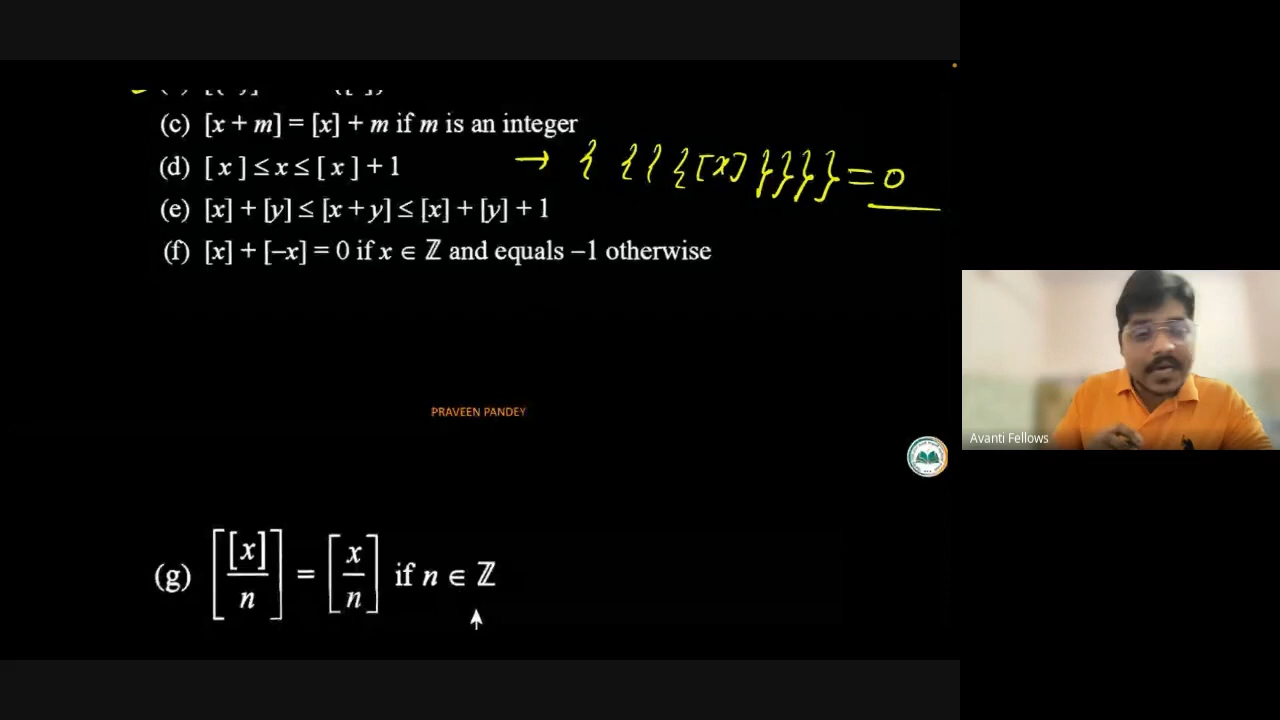 (c) [x + m] = [x] + m if m is an integer
(d) [x] ≤ x ≤ [x] + 1 → { { { { [x] } } } } = 0
(e) [x] + [y] ≤ [x + y] ≤ [x] + [y] + 1
(f) [x] + [–x] = 0 if x ∈ ℤ and equals –1 otherwise
PRAVEEN PANDEY
Avanti Fellows
(g) [[x]/n] = [x/n] if n ∈ ℤ